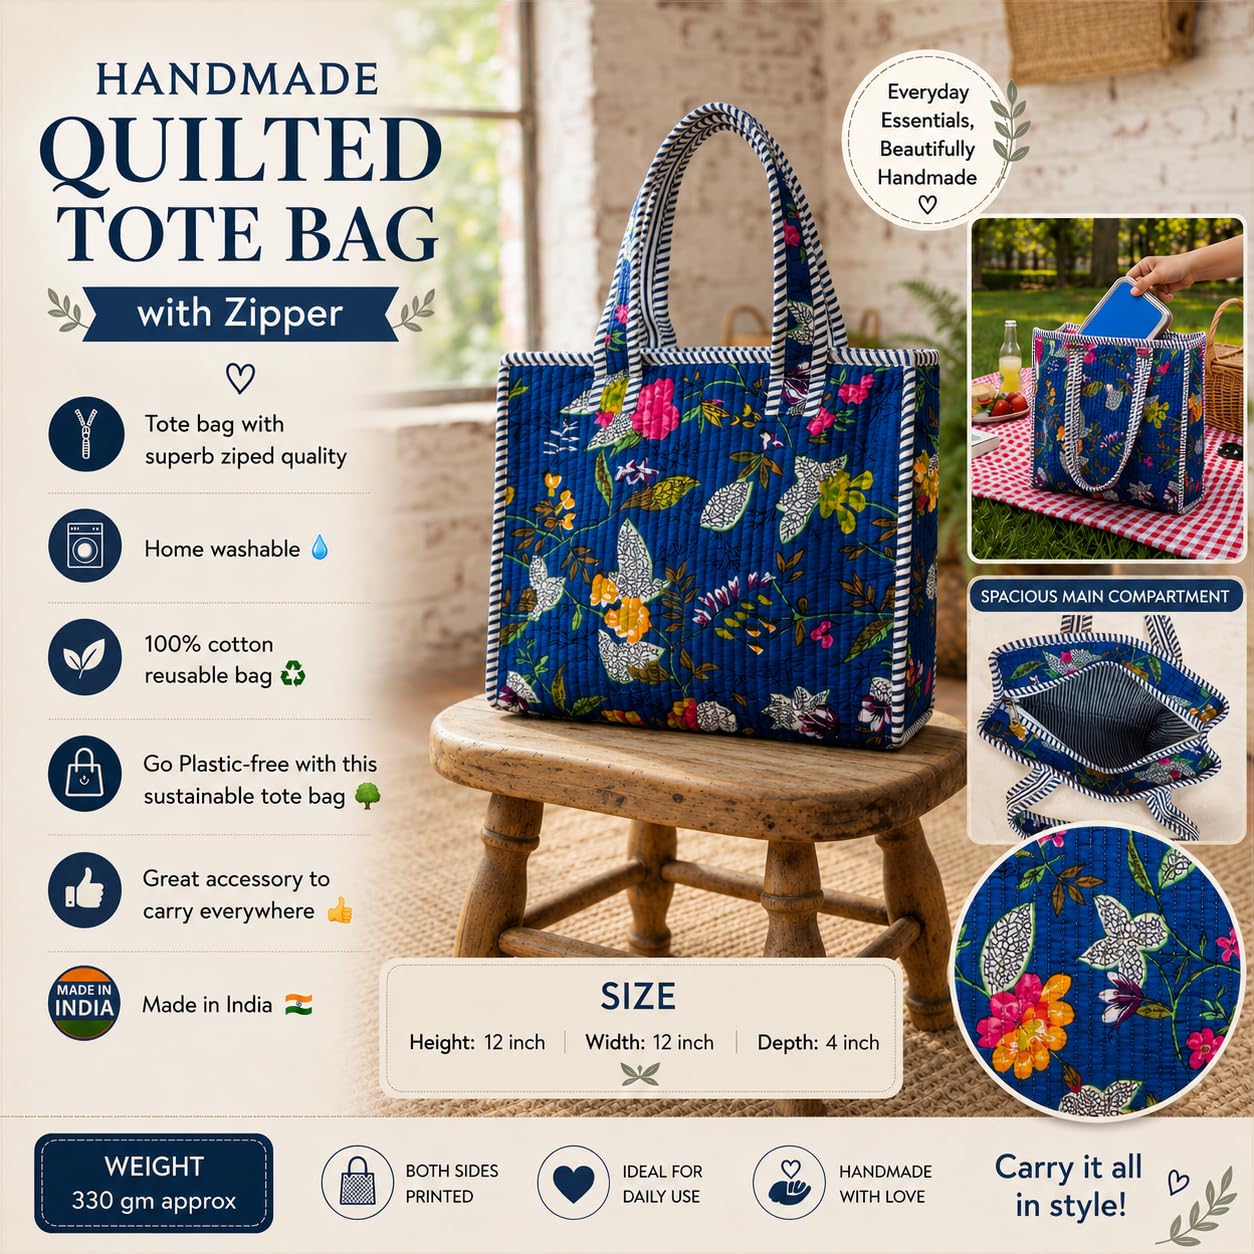 HANDMADE
QUILTED
TOTE BAG
with Zipper
Tote bag with
superb ziped quality
Home washable 💧
100% cotton
reusable bag ♻️
Go Plastic-free with this
sustainable tote bag 🌳
Great accessory to
carry everywhere 👍
MADE IN
INDIA
Made in India 🇮🇳
Everyday
Essentials,
Beautifully
Handmade
SPACIOUS MAIN COMPARTMENT
SIZE
Height: 12 inch
Width: 12 inch
Depth: 4 inch
WEIGHT
330 gm approx
BOTH SIDES
PRINTED
IDEAL FOR
DAILY USE
HANDMADE
WITH LOVE
Carry it all
in style!